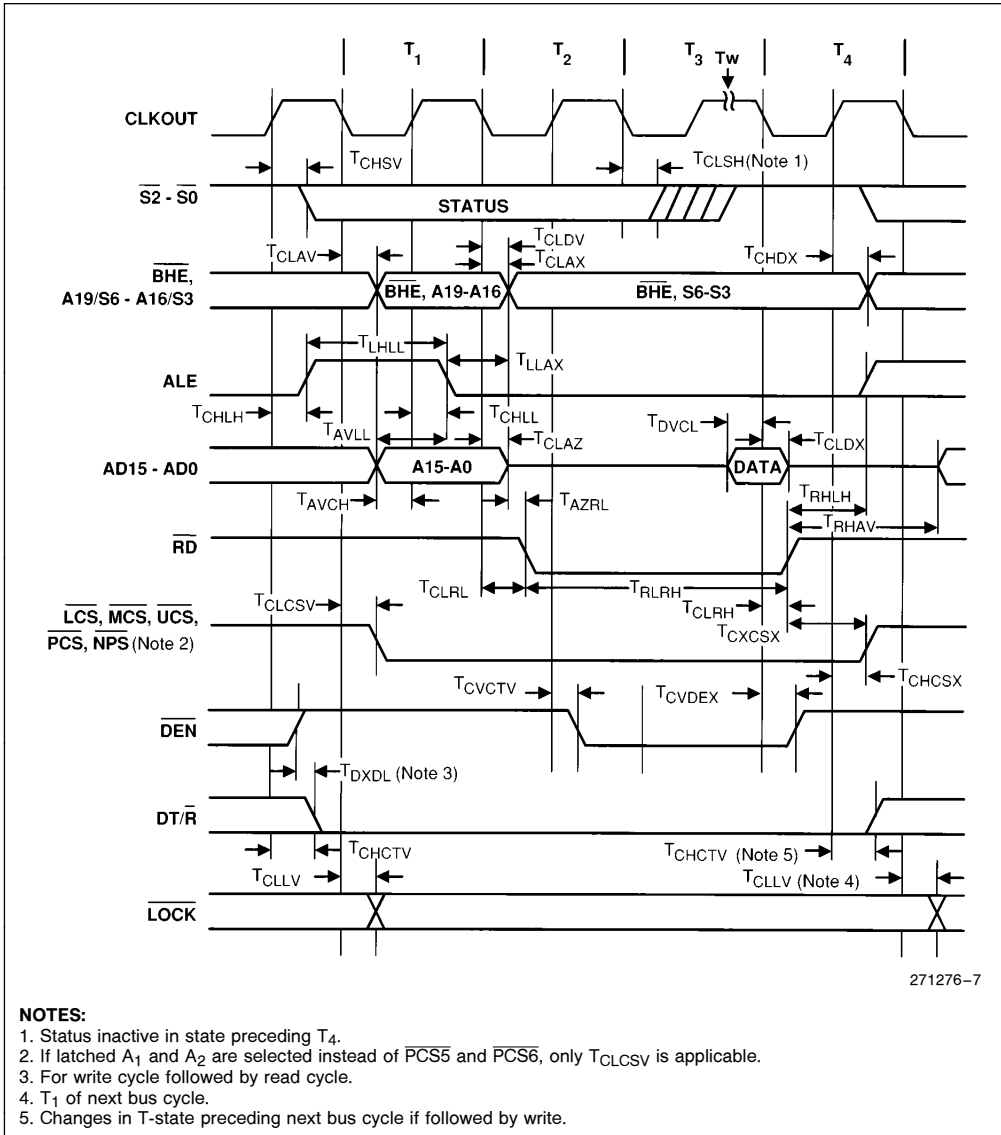 T1 T2 T3 Tw T4
CLKOUT
TCHSV
TCLSH(Note 1)
S2 - S0
STATUS
TCLAV
TCLDV
TCLAX
TCHDX
BHE,
A19/S6 - A16/S3
BHE, A19-A16
BHE, S6-S3
TLHLL
TLLAX
ALE
TCHLH
TCHLL
TDVCL
TAVLL
TCLAZ
TCLDX
AD15 - AD0
A15-A0
DATA
TRHLH
TAVCH
TAZRL
TRHAV
RD
TCLRL
TRLRH
TCLCSV
TCLRH
LCS, MCS, UCS,
PCS, NPS (Note 2)
TCXCSX
TCHCSX
TCVCTV
TCVDEX
DEN
TDXDL (Note 3)
DT/R
TCHCTV
TCHCTV (Note 5)
TCLLV
TCLLV (Note 4)
LOCK
271276-7
NOTES:
1. Status inactive in state preceding T4.
2. If latched A1 and A2 are selected instead of PCS5 and PCS6, only TCLCSV is applicable.
3. For write cycle followed by read cycle.
4. T1 of next bus cycle.
5. Changes in T-state preceding next bus cycle if followed by write.